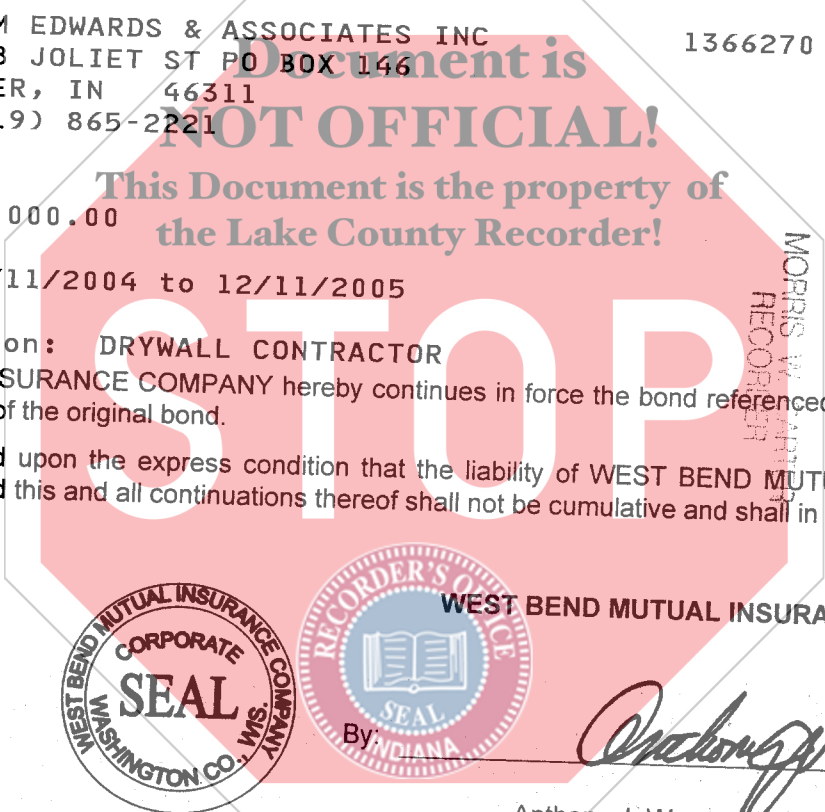 M EDWARDS & ASSOCIATES INC
1366270
JOLIET ST PO BOX 146
ER, IN 46311
19) 865-2221
Document is
NOT OFFICIAL!
This Document is the property of
the Lake County Recorder!
000.00
/11/2004 to 12/11/2005
STOP
MORRIS W.
RECORDER
on: DRYWALL CONTRACTOR
SURANCE COMPANY hereby continues in force the bond referenced
of the original bond.
d upon the express condition that the liability of WEST BEND MUTU
d this and all continuations thereof shall not be cumulative and shall in
WEST BEND MUTUAL INSURA
WEST BEND MUTUAL INSURANCE COMPANY
CORPORATE
SEAL
WASHINGTON CO., WIS.
RECORDER'S OFFICE
SEAL
INDIANA
By: